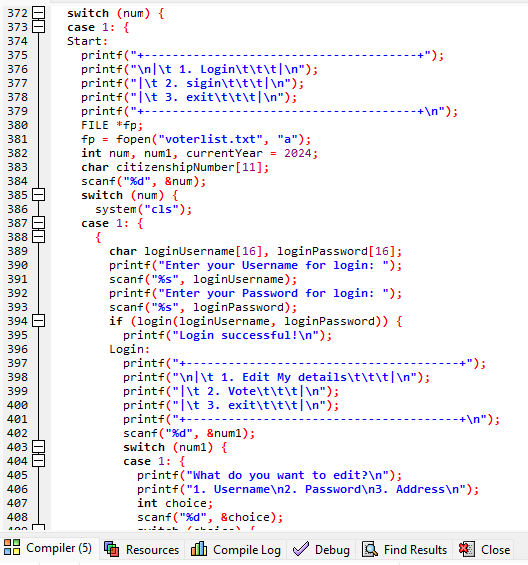 372 switch (num) {
373 case 1: {
374 Start:
375 printf("+---------------------------------------+");
376 printf("\n|\t 1. Login\t\t\t|\n");
377 printf("|\t 2. sigin\t\t\t|\n");
378 printf("|\t 3. exit\t\t\t\t|\n");
379 printf("+---------------------------------------+\n");
380 FILE *fp;
381 fp = fopen("voterlist.txt", "a");
382 int num, num1, currentYear = 2024;
383 char citizenshipNumber[11];
384 scanf("%d", &num);
385 switch (num) {
386 system("cls");
387 case 1: {
388 {
389 char loginUsername[16], loginPassword[16];
390 printf("Enter your Username for login: ");
391 scanf("%s", loginUsername);
392 printf("Enter your Password for login: ");
393 scanf("%s", loginPassword);
394 if (login(loginUsername, loginPassword)) {
395 printf("Login successful!\n");
396 Login:
397 printf("+---------------------------------------+");
398 printf("\n|\t 1. Edit My details\t\t\t|\n");
399 printf("|\t 2. Vote\t\t\t\t|\n");
400 printf("|\t 3. exit\t\t\t\t|\n");
401 printf("+---------------------------------------+\n");
402 scanf("%d", &num1);
403 switch (num1) {
404 case 1: {
405 printf("What do you want to edit?\n");
406 printf("1. Username\n2. Password\n3. Address\n");
407 int choice;
408 scanf("%d", &choice);
409 switch (choice) {
Compiler (5) Resources Compile Log Debug Find Results Close